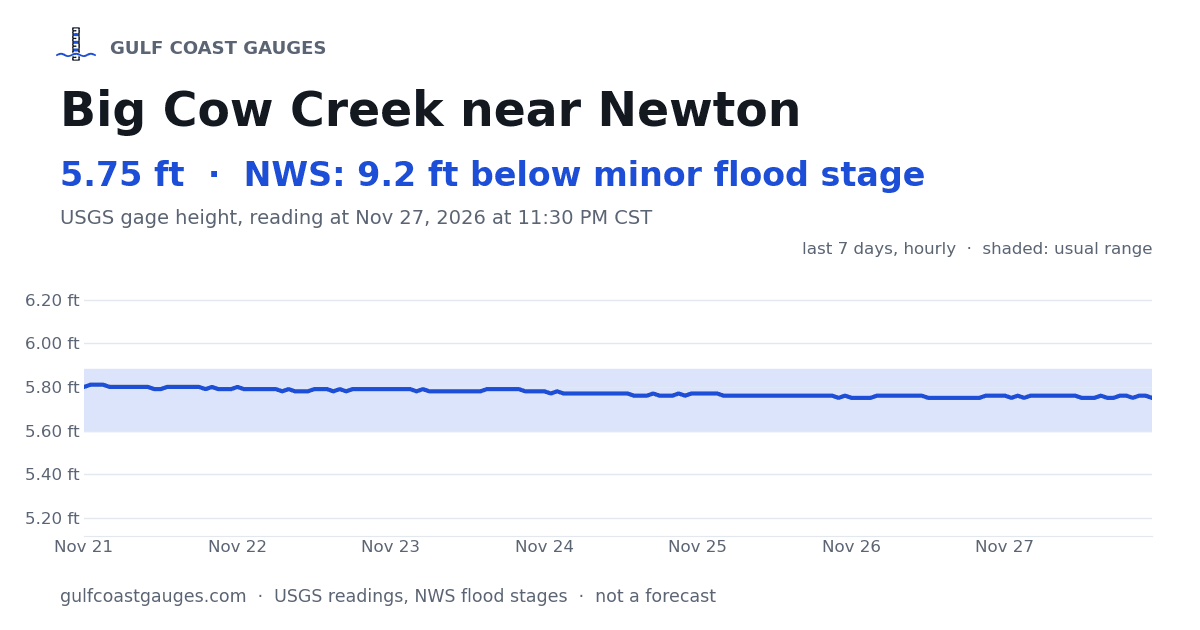 GULF COAST GAUGES
Big Cow Creek near Newton
5.75 ft · NWS: 9.2 ft below minor flood stage
USGS gage height, reading at Nov 27, 2026 at 11:30 PM CST
last 7 days, hourly · shaded: usual range
6.20 ft
6.00 ft
5.80 ft
5.60 ft
5.40 ft
5.20 ft
Nov 21 Nov 22 Nov 23 Nov 24 Nov 25 Nov 26 Nov 27
gulfcoastgauges.com · USGS readings, NWS flood stages · not a forecast